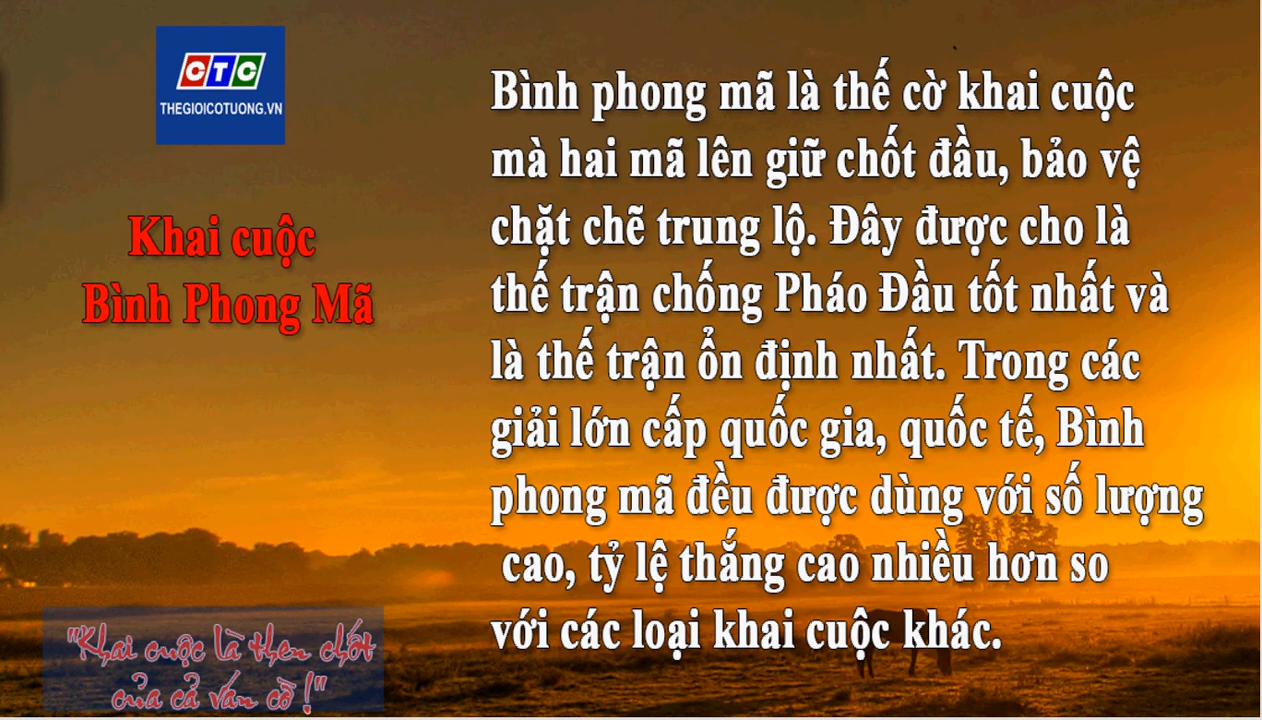 CTC
THEGIOICOTUONG.VN
Khai cuộc
Bình Phong Mã
Bình phong mã là thế cờ khai cuộc
mà hai mã lên giữ chốt đầu, bảo vệ
chặt chẽ trung lộ. Đây được cho là
thế trận chống Pháo Đầu tốt nhất và
là thế trận ổn định nhất. Trong các
giải lớn cấp quốc gia, quốc tế, Bình
phong mã đều được dùng với số lượng
cao, tỷ lệ thắng cao nhiều hơn so
với các loại khai cuộc khác.
"Khai cuộc là then chốt
của cả ván cờ !"